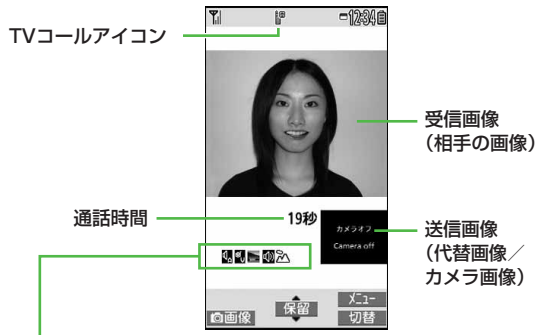 12:34
TVコールアイコン
受信画像
（相手の画像）
通話時間
19秒
カメラオフ
Camera off
送信画像
（代替画像／
カメラ画像）
画像
保留
メニュー
切替